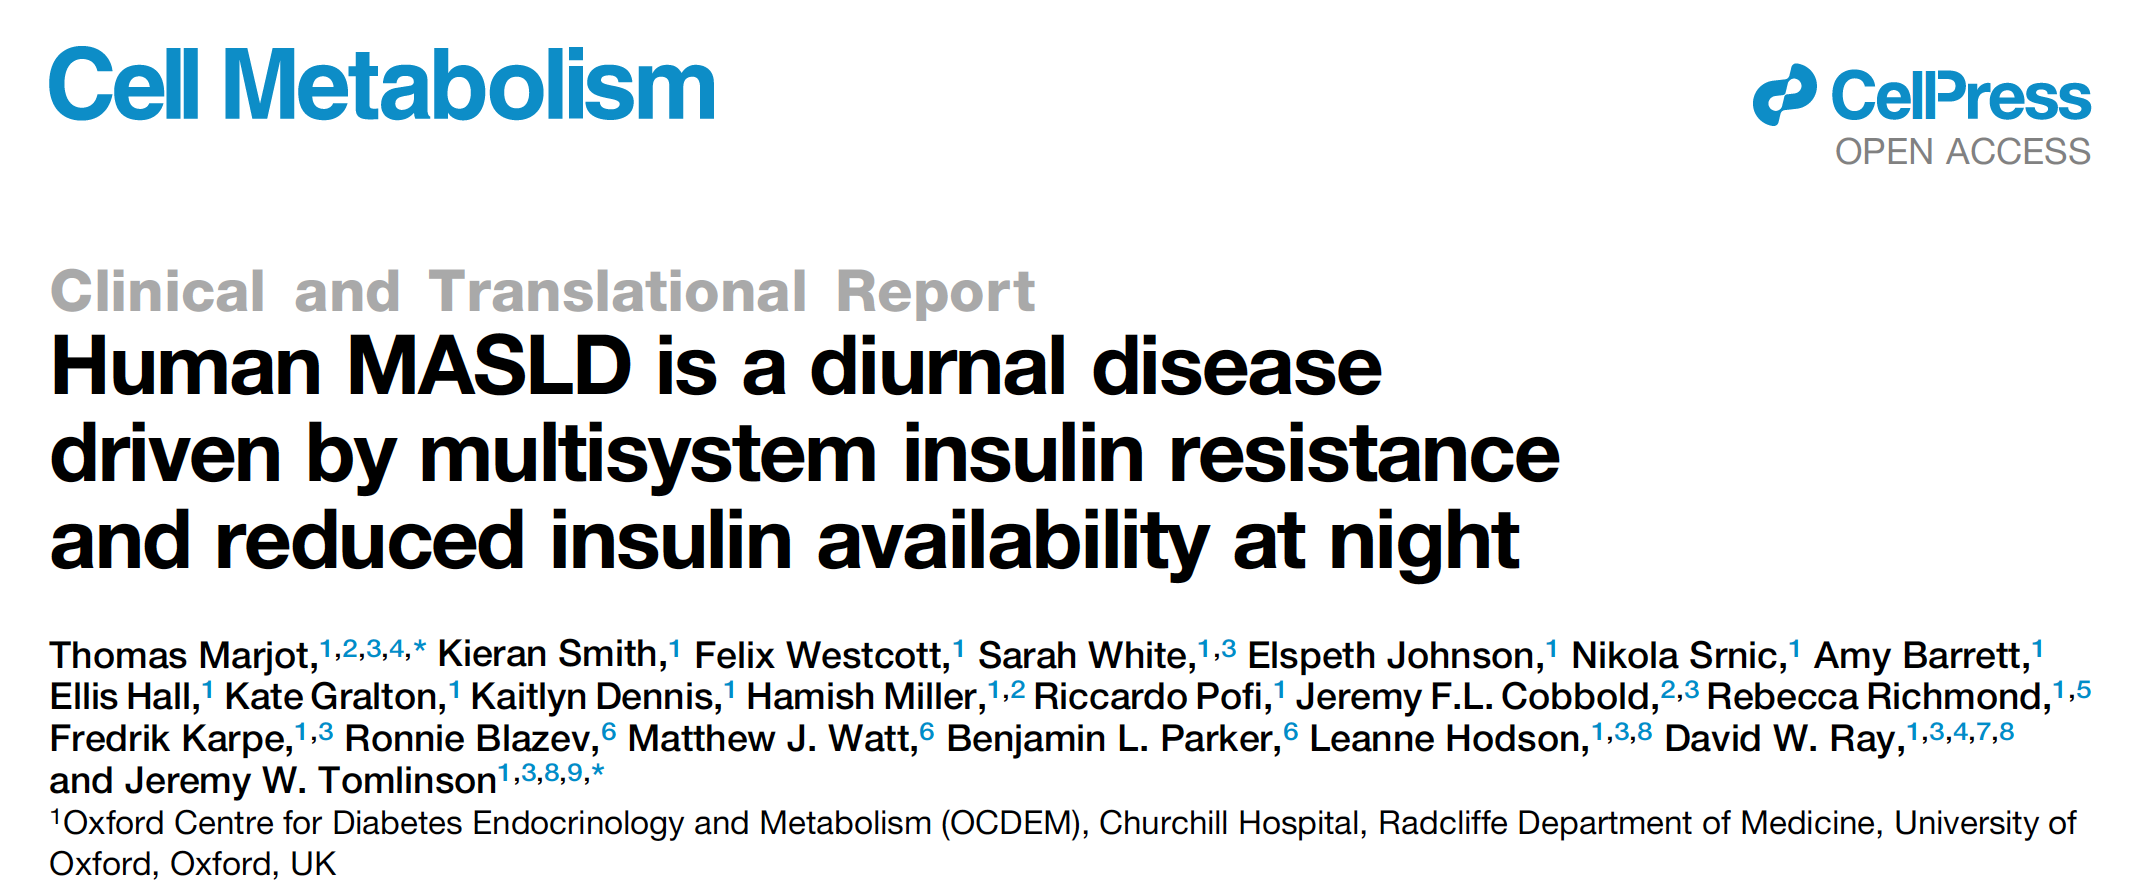 Cell Metabolism
CellPress
OPEN ACCESS
Clinical and Translational Report
Human MASLD is a diurnal disease
driven by multisystem insulin resistance
and reduced insulin availability at night
Thomas Marjot,1,2,3,4,* Kieran Smith,1 Felix Westcott,1 Sarah White,1,3 Elspeth Johnson,1 Nikola Srnic,1 Amy Barrett,1
Ellis Hall,1 Kate Gralton,1 Kaitlyn Dennis,1 Hamish Miller,1,2 Riccardo Pofi,1 Jeremy F.L. Cobbold,2,3 Rebecca Richmond,1,5
Fredrik Karpe,1,3 Ronnie Blazev,6 Matthew J. Watt,6 Benjamin L. Parker,6 Leanne Hodson,1,3,8 David W. Ray,1,3,4,7,8
and Jeremy W. Tomlinson1,3,8,9,*
1Oxford Centre for Diabetes Endocrinology and Metabolism (OCDEM), Churchill Hospital, Radcliffe Department of Medicine, University of
Oxford, Oxford, UK